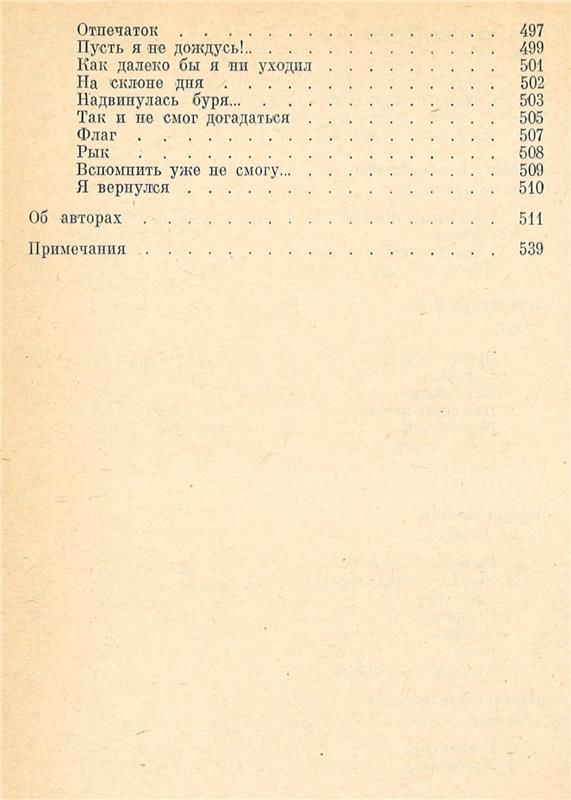 Отпечаток . . . . . . . . . . . . . . . . 497
Пусть я не дождусь!.. . . . . . . . . . . . . 499
Как далеко бы я ни уходил . . . . . . . . . 501
На склоне дня . . . . . . . . . . . . . . 502
Надвинулась буря... . . . . . . . . . . . . 503
Так и не смог догадаться . . . . . . . . . . 505
Флаг . . . . . . . . . . . . . . . . . . 507
Рык . . . . . . . . . . . . . . . . . . 508
Вспомнить уже не смогу... . . . . . . . . . . 509
Я вернулся . . . . . . . . . . . . . . . 510
Об авторах . . . . . . . . . . . . . . . . . 511
Примечания . . . . . . . . . . . . . . . . . 539